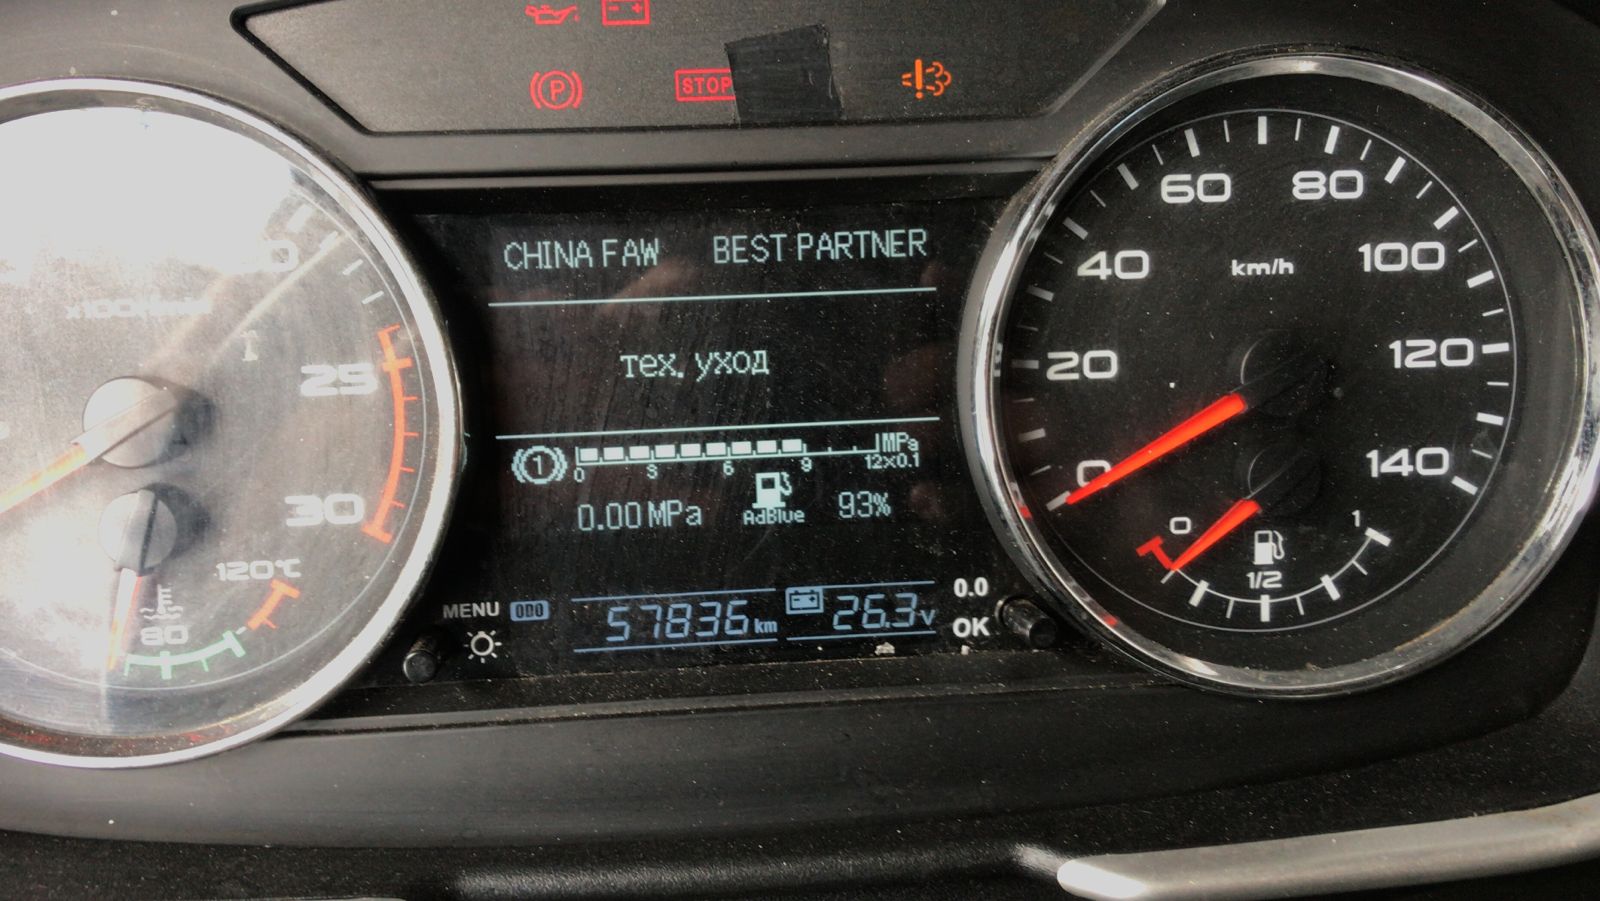 P
STOP
CHINA FAW BEST PARTNER
тех. уход
1
MPa
0 3 6 9 12×0.1
0.00 MPa AdBlue 93%
MENU 57836 km 26.3 v 0.0
OK
25
30
120°C
80
0 20 40 60 80 100 120 140
km/h
0 1/2 1